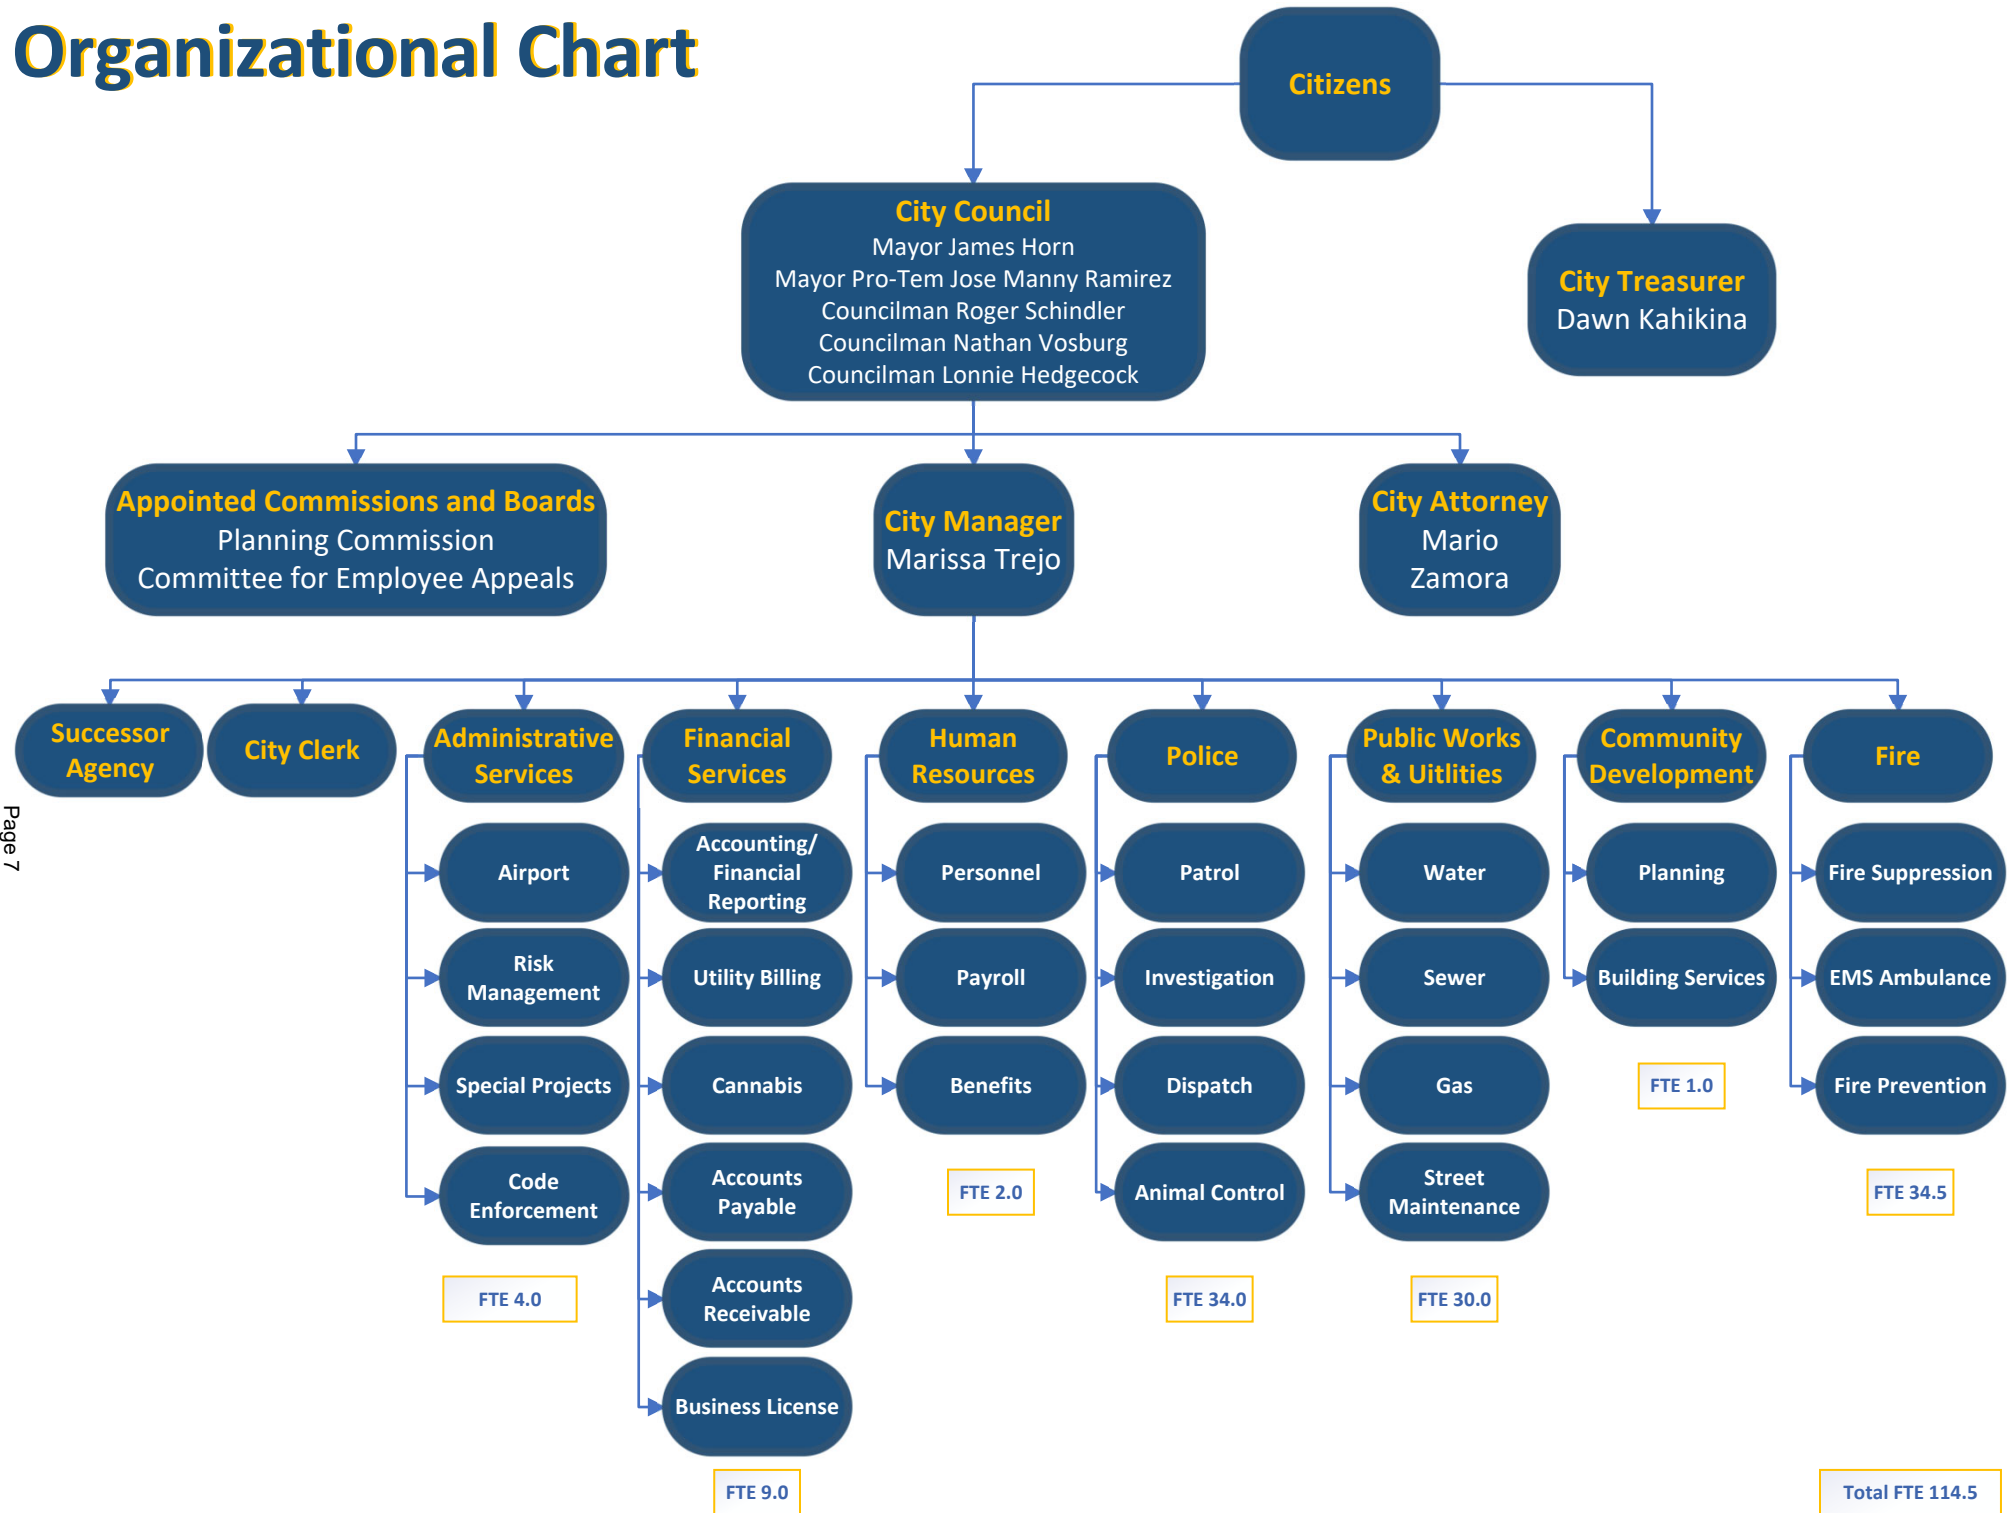 Organizational Chart
Citizens
City Council
Mayor James Horn
Mayor Pro-Tem Jose Manny Ramirez
Councilman Roger Schindler
Councilman Nathan Vosburg
Councilman Lonnie Hedgecock
City Treasurer
Dawn Kahikina
Appointed Commissions and Boards
Planning Commission
Committee for Employee Appeals
City Manager
Marissa Trejo
City Attorney
Mario
Zamora
Successor
Agency
City Clerk
Administrative
Services
Airport
Risk
Management
Special Projects
Code
Enforcement
FTE 4.0
Financial
Services
Accounting/
Financial
Reporting
Utility Billing
Cannabis
Accounts
Payable
Accounts
Receivable
Business License
FTE 9.0
Human
Resources
Personnel
Payroll
Benefits
FTE 2.0
Police
Patrol
Investigation
Dispatch
Animal Control
FTE 34.0
Public Works
& Uitlities
Water
Sewer
Gas
Street
Maintenance
FTE 30.0
Community
Development
Planning
Building Services
FTE 1.0
Fire
Fire Suppression
EMS Ambulance
Fire Prevention
FTE 34.5
Total FTE 114.5
Page 7